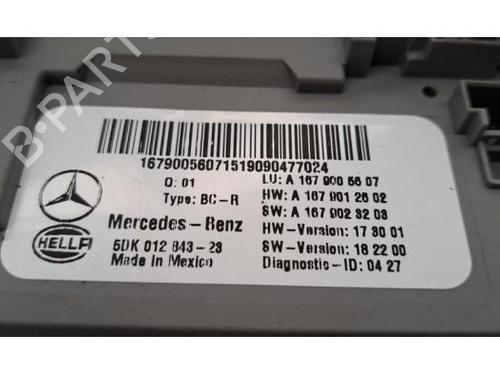 16790056071519090477024
Q: 01
Type: BC-R
Mercedes-Benz
5DK 012 843-23
Made in Mexico
LU: A 167 900 56 07
HW: A 167 901 26 02
SW: A 167 902 32 03
HW-Version: 17 30 01
SW-Version: 18 22 00
Diagnostic-ID: 04 27
HELLA
B-PARTS